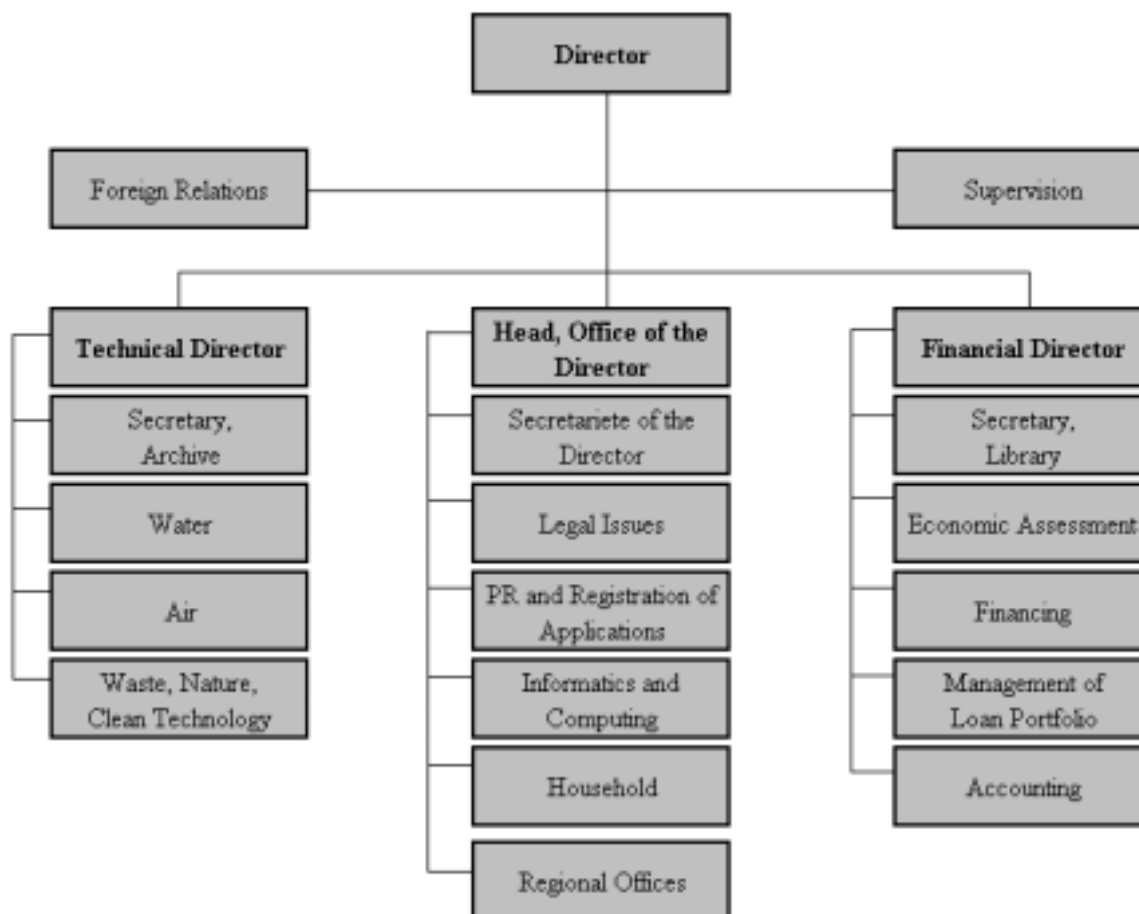 Director
Foreign Relations
Supervision
Technical Director
Secretary,
Archive
Water
Air
Waste, Nature,
Clean Technology
Head, Office of the
Director
Secretariete of the
Director
Legal Issues
PR and Registration of
Applications
Informatics and
Computing
Household
Regional Offices
Financial Director
Secretary,
Library
Economic Assessment
Financing
Management of
Loan Portfolio
Accounting